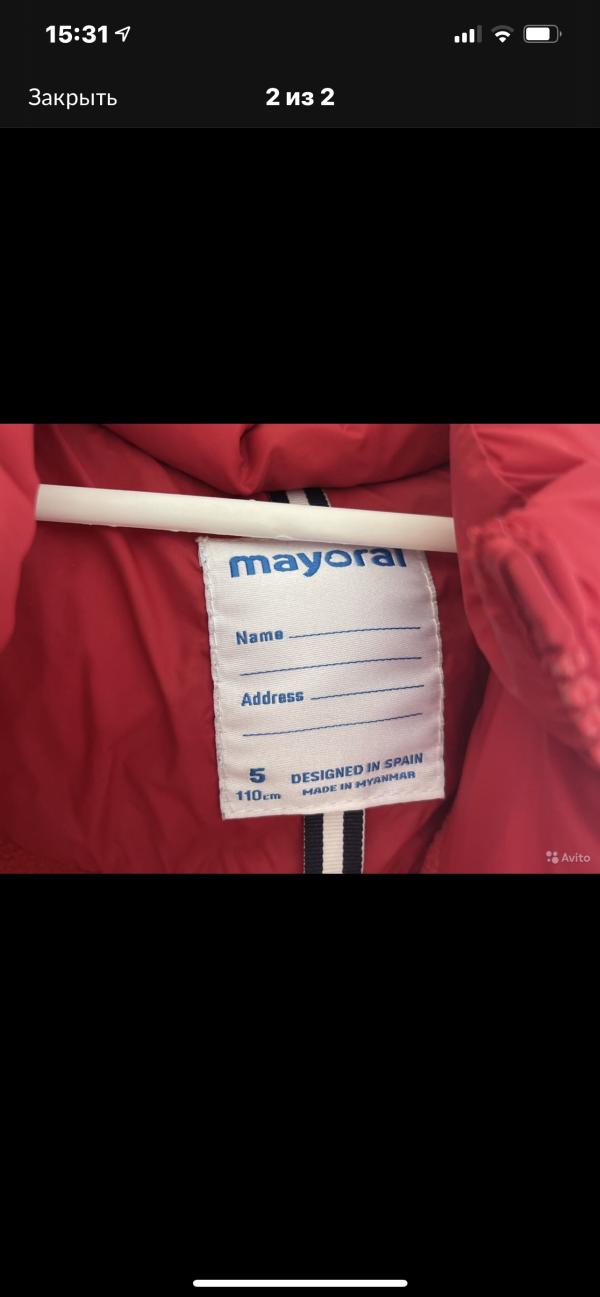 15:31
Закрыть
2 из 2
mayoral
Name
Address
5
110cm
DESIGNED IN SPAIN
MADE IN MYANMAR
Avito